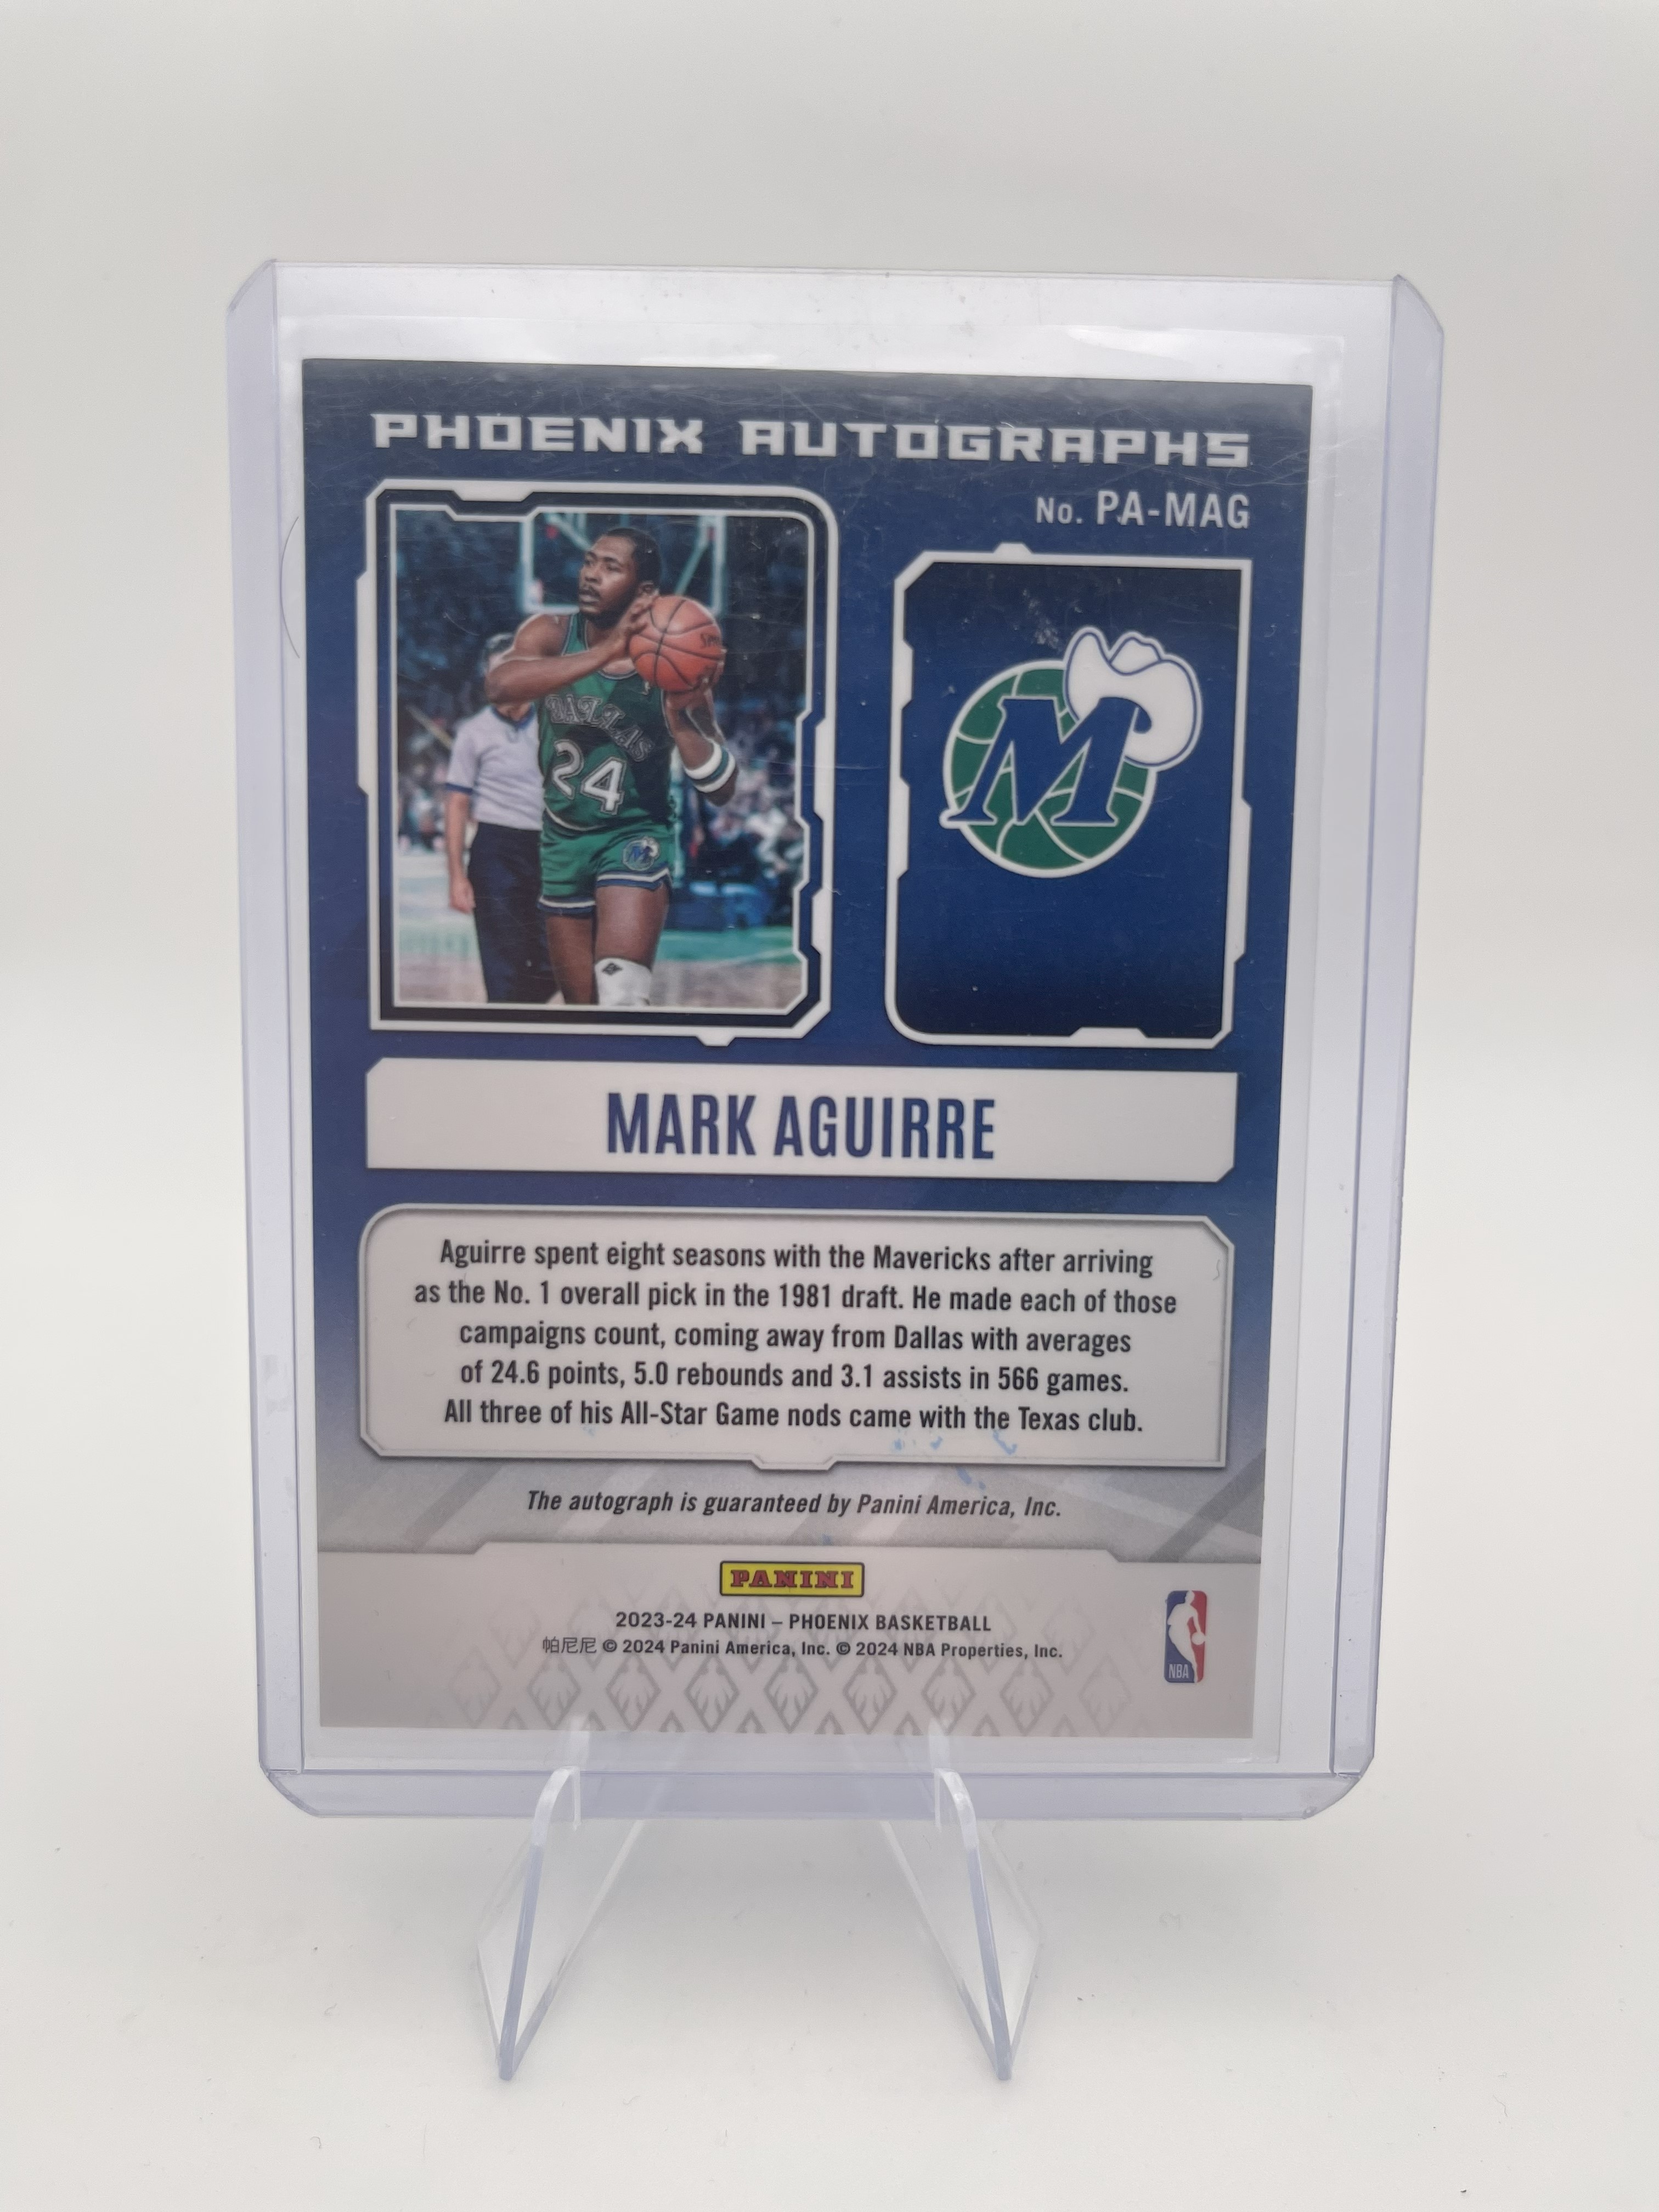 PHOENIX AUTOGRAPHS
No. PA-MAG
DALLAS
24
M
M
MARK AGUIRRE
Aguirre spent eight seasons with the Mavericks after arriving
as the No. 1 overall pick in the 1981 draft. He made each of those
campaigns count, coming away from Dallas with averages
of 24.6 points, 5.0 rebounds and 3.1 assists in 566 games.
All three of his All-Star Game nods came with the Texas club.
The autograph is guaranteed by Panini America, Inc.
PANINI
2023-24 PANINI – PHOENIX BASKETBALL
帕尼尼 © 2024 Panini America, Inc. © 2024 NBA Properties, Inc.
NBA